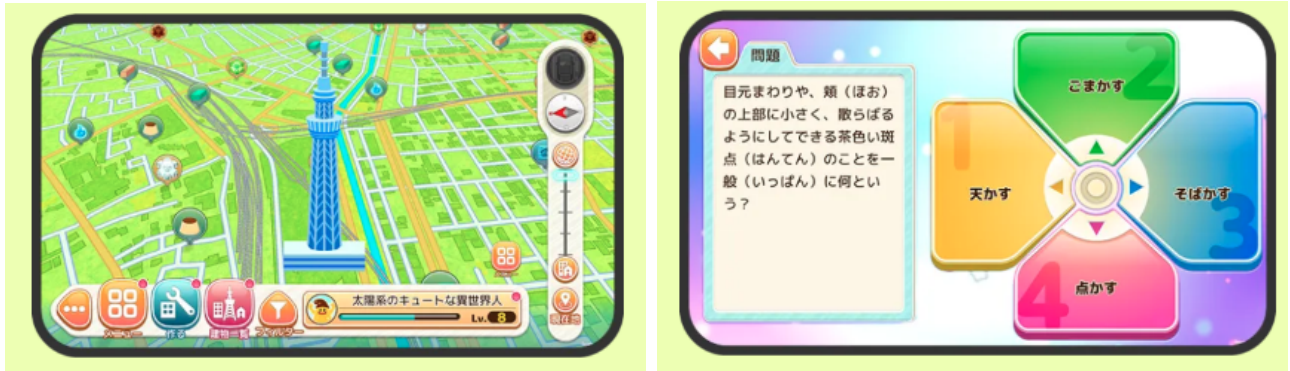 太陽系のキュートな異世界人
Lv. 8
メニュー
作る
建物一覧
現在地
問題
目元まわりや、頬（ほお）
の上部に小さく、散らばる
ようにしてできる茶色い斑
点（はんてん）のことを一
般（いっぱん）に何とい
う？
1
天かす
2
ごまかす
3
そばかす
4
点かす